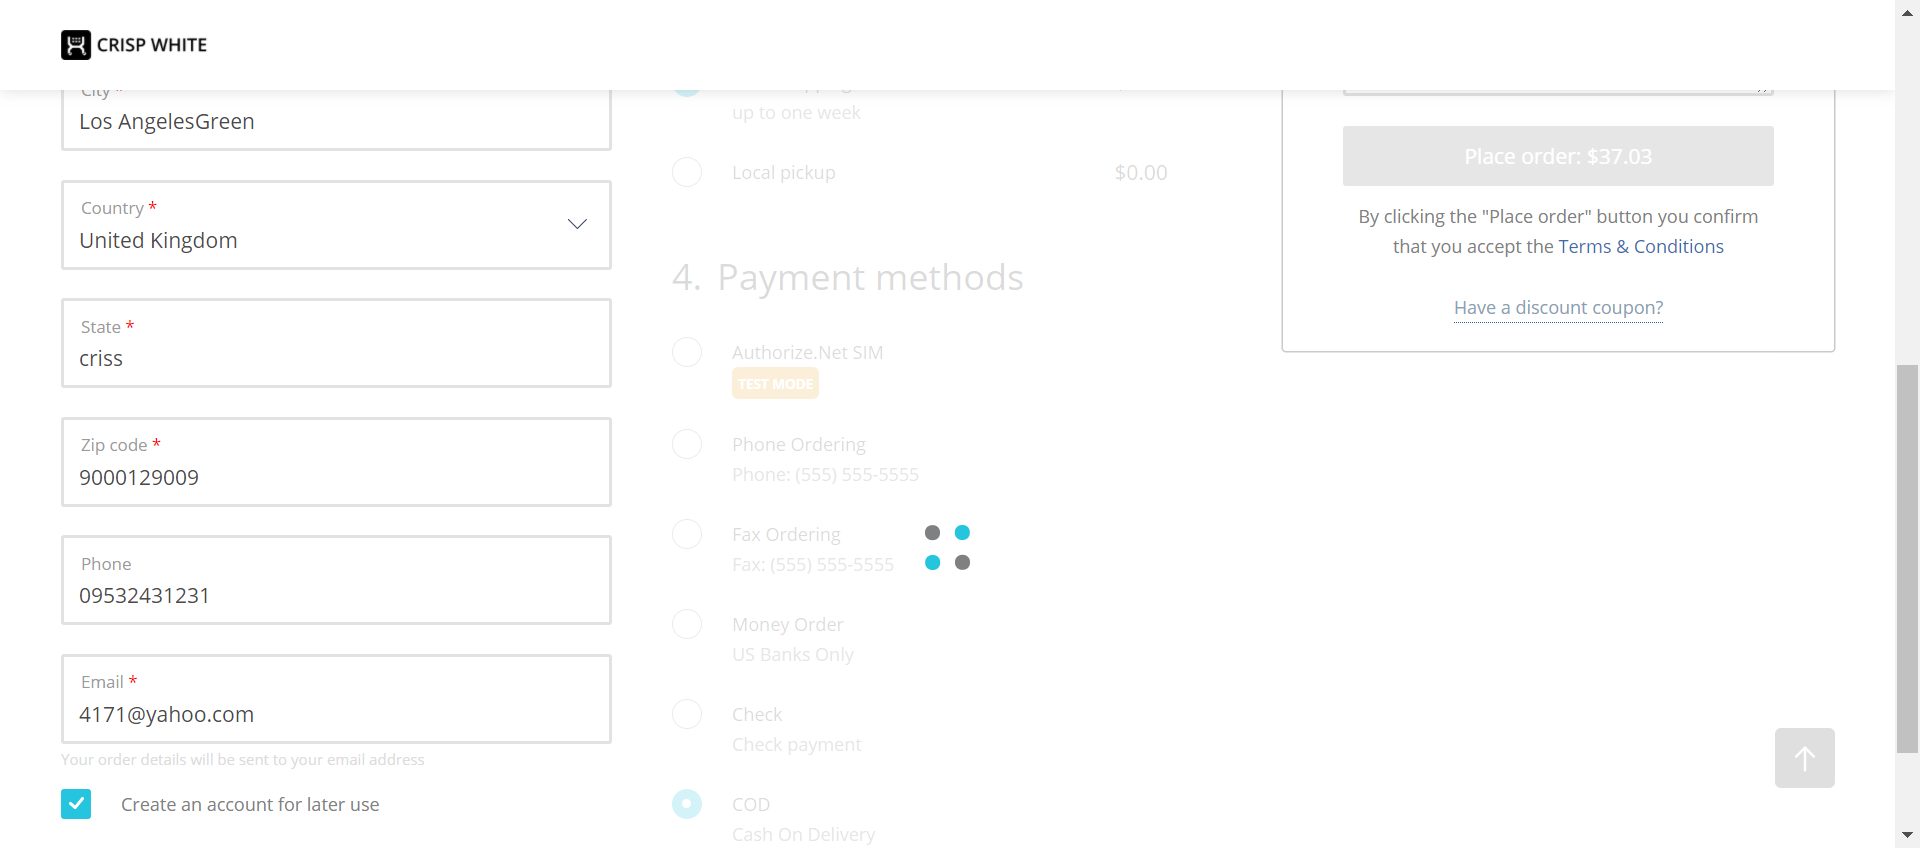 CRISP WHITE
City *
Los AngelesGreen
Country *
United Kingdom
State *
criss
Zip code *
9000129009
Phone
09532431231
Email *
4171@yahoo.com
Your order details will be sent to your email address
Create an account for later use
up to one week
Local pickup $0.00
4. Payment methods
Authorize.Net SIM
TEST MODE
Phone Ordering
Phone: (555) 555-5555
Fax Ordering
Fax: (555) 555-5555
Money Order
US Banks Only
Check
Check payment
COD
Cash On Delivery
Place order: $37.03
By clicking the "Place order" button you confirm
that you accept the Terms & Conditions
Have a discount coupon?